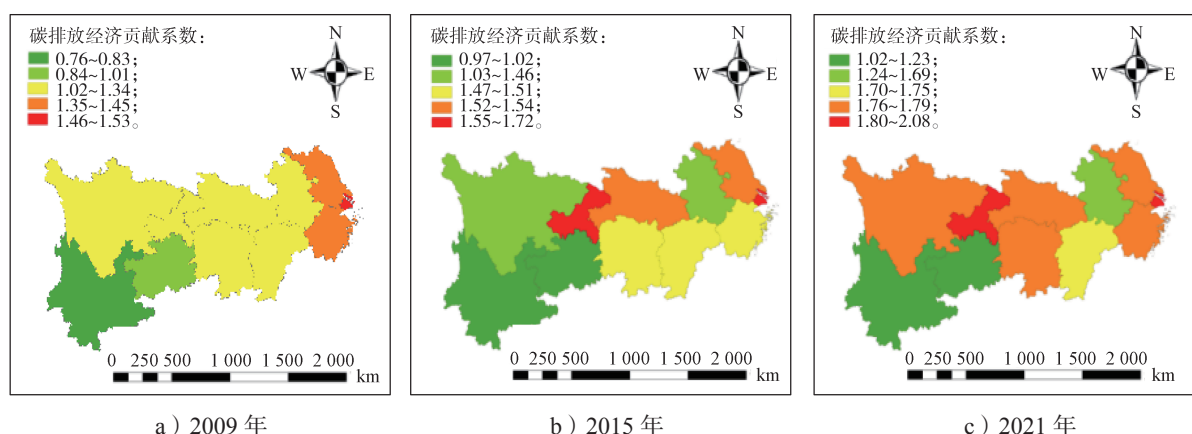 碳排放经济贡献系数：
0.76~0.83；
0.84~1.01；
1.02~1.34；
1.35~1.45；
1.46~1.53。
N
W E
S
0 250 500 1 000 1 500 2 000
km
a）2009 年
碳排放经济贡献系数：
0.97~1.02；
1.03~1.46；
1.47~1.51；
1.52~1.54；
1.55~1.72。
N
W E
S
0 250 500 1 000 1 500 2 000
km
b）2015 年
碳排放经济贡献系数：
1.02~1.23；
1.24~1.69；
1.70~1.75；
1.76~1.79；
1.80~2.08。
N
W E
S
0 250 500 1 000 1 500 2 000
km
c）2021 年